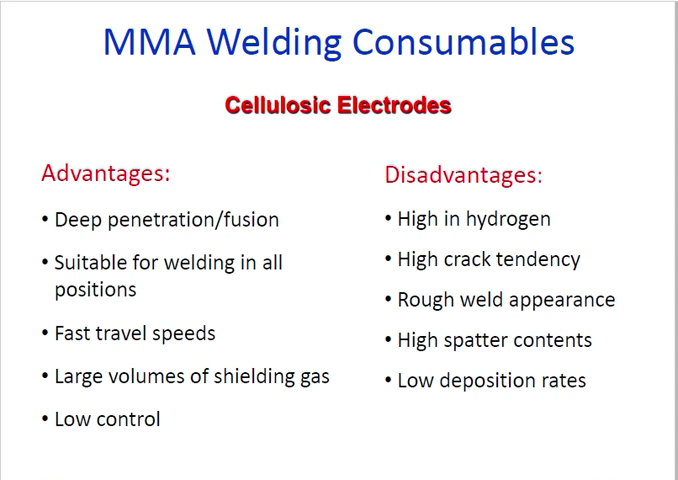 MMA Welding Consumables
Cellulosic Electrodes
Advantages:
• Deep penetration/fusion
• Suitable for welding in all
positions
• Fast travel speeds
• Large volumes of shielding gas
• Low control
Disadvantages:
• High in hydrogen
• High crack tendency
• Rough weld appearance
• High spatter contents
• Low deposition rates